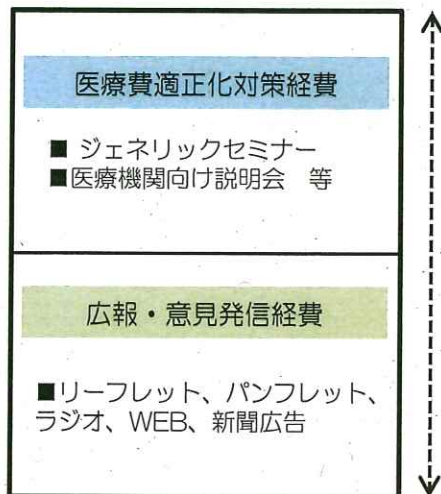 医療費適正化対策経費
■ ジェネリックセミナー
■医療機関向け説明会　等
広報・意見発信経費
■リーフレット、パンフレット、
ラジオ、WEB、新聞広告